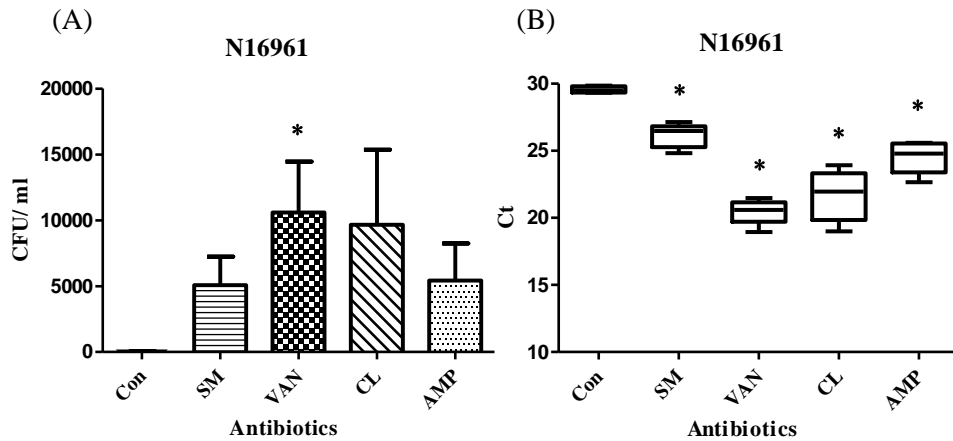 (A)
N16961
20000
15000
10000
5000
0
CFU/ ml
*
Con
SM
VAN
CL
AMP
Antibiotics
(B)
N16961
30
25
20
15
10
Ct
*
*
*
*
Con
SM
VAN
CL
AMP
Antibiotics